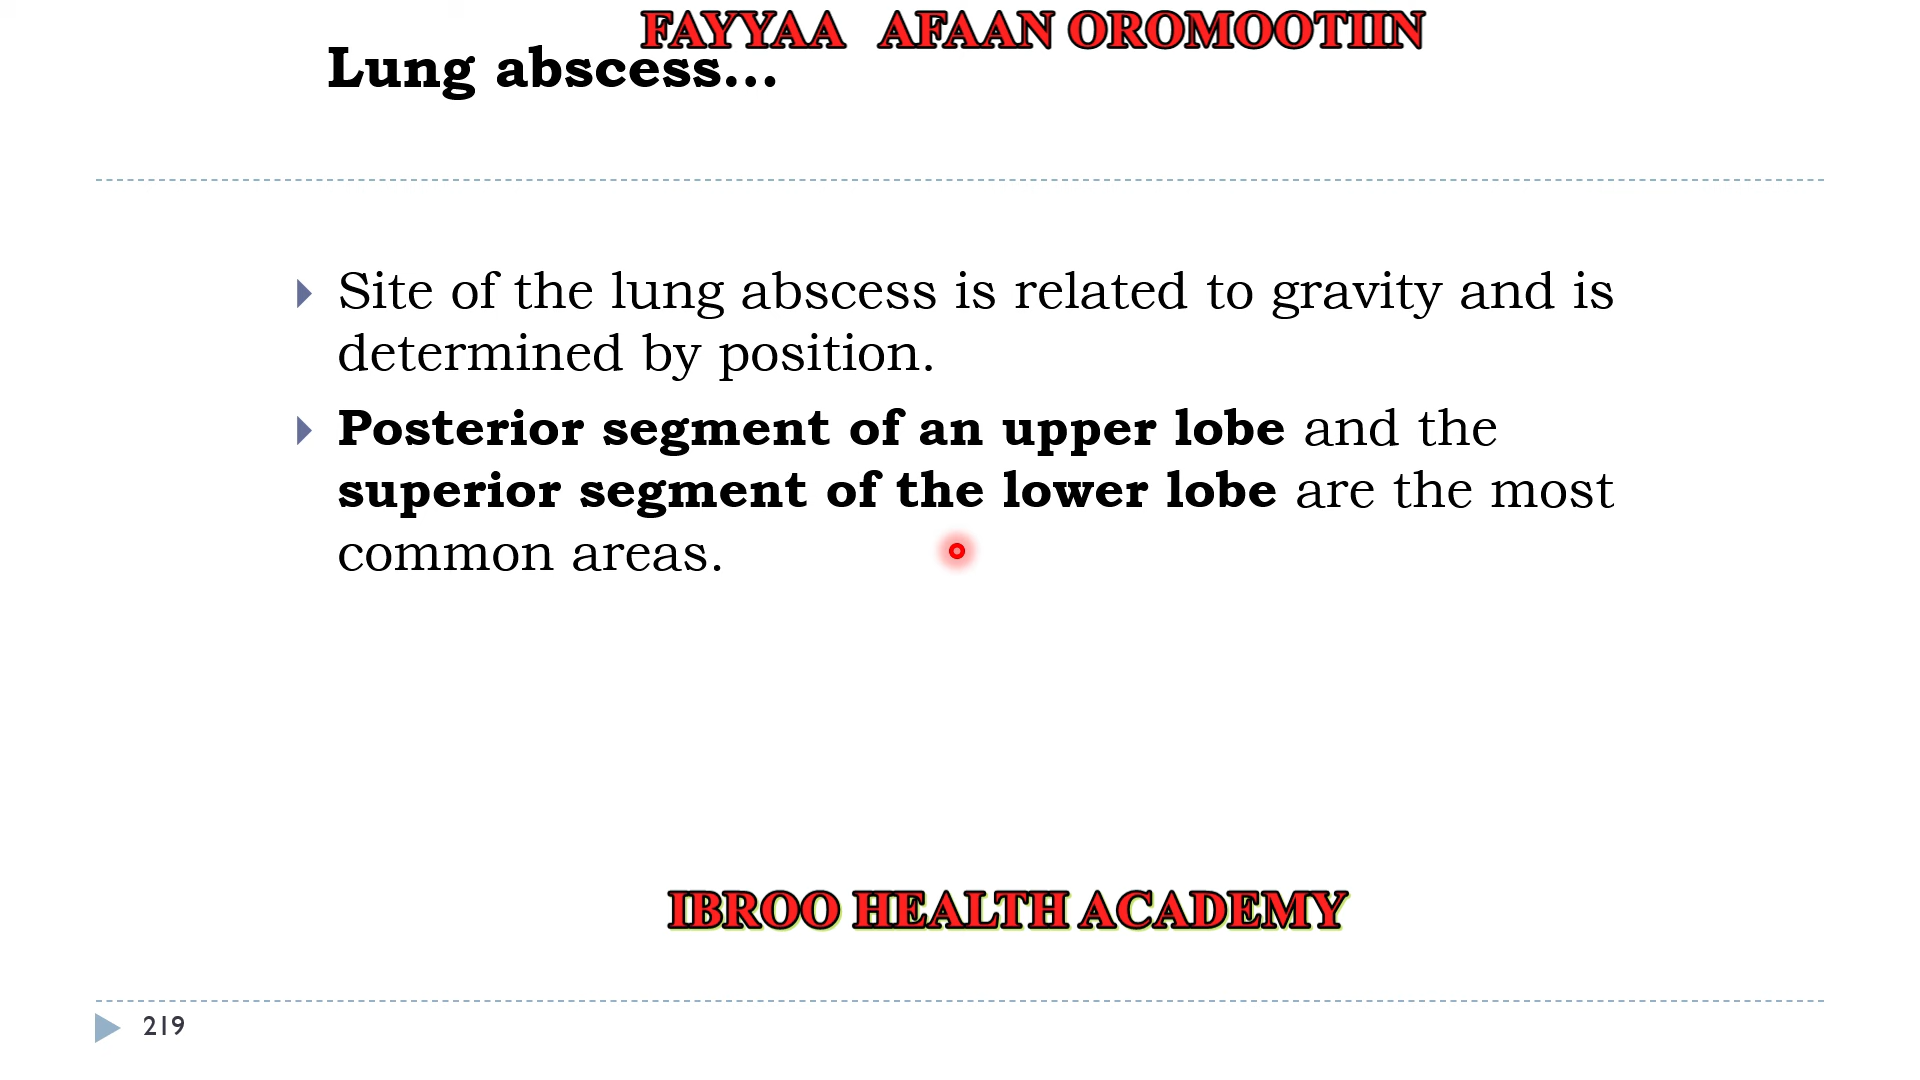 FAYYAA AFAAN OROMOOTIIN
Lung abscess...
Site of the lung abscess is related to gravity and is
determined by position.
Posterior segment of an upper lobe and the
superior segment of the lower lobe are the most
common areas.
IBROO HEALTH ACADEMY
219